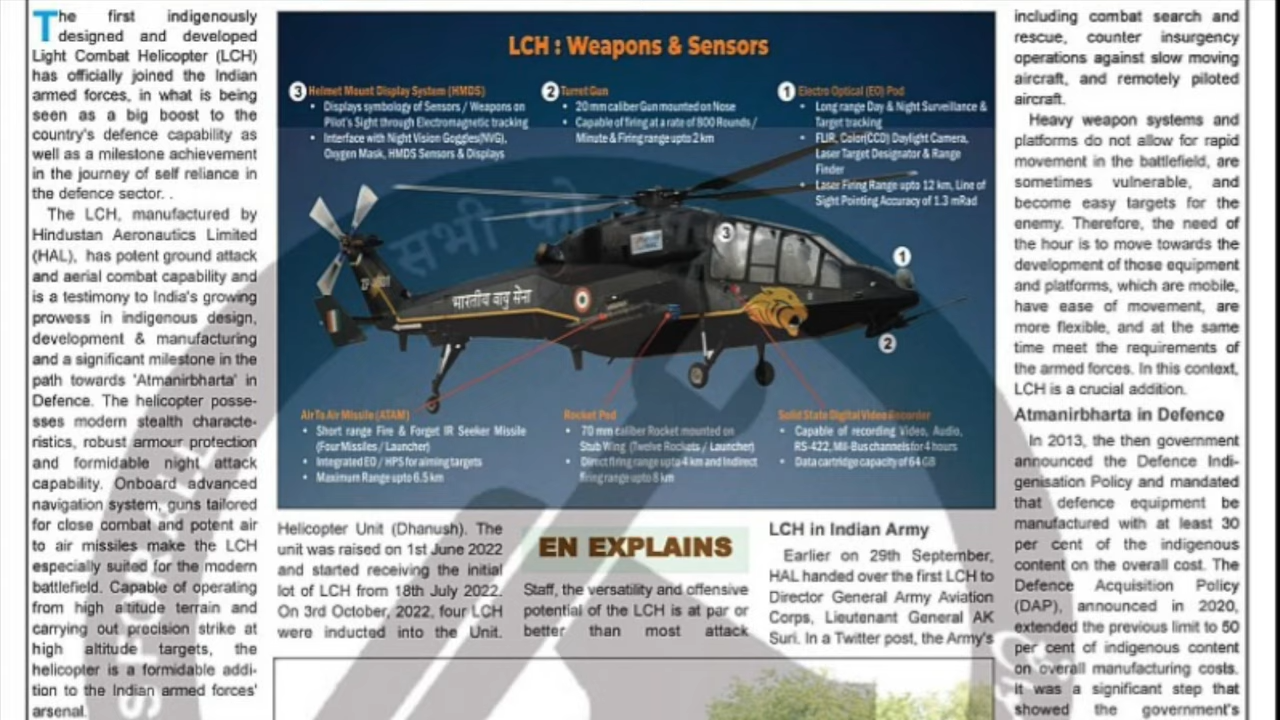 The first indigenously
designed and developed
Light Combat Helicopter (LCH)
has officially joined the Indian
armed forces, in what is being
seen as a big boost to the
country's defence capability as
well as a milestone achievement
in the journey of self reliance in
the defence sector. .
The LCH, manufactured by
Hindustan Aeronautics Limited
(HAL), has potent ground attack
and aerial combat capability and
is a testimony to India's growing
prowess in indigenous design,
development & manufacturing
and a significant milestone in the
path towards 'Atmanirbharta' in
Defence. The helicopter posse-
sses modern stealth characte-
ristics, robust armour protection
and formidable night attack
capability. Onboard advanced
navigation system, guns tailored
for close combat and potent air
to air missiles make the LCH
especially suited for the modern
battlefield. Capable of operating
from high altitude terrain and
carrying out precision strike at
high altitude targets, the
helicopter is a formidable addi-
tion to the Indian armed forces'
arsenal.
LCH : Weapons & Sensors
3 Helmet Mount Display System (HMDS)
• Displays symbology of Sensors / Weapons on
Pilot's Sight through Electromagnetic tracking
• Interface with Night Vision Goggles(NVG),
Oxygen Mask, HMDS Sensors & Displays
2 Turret Gun
• 20 mm caliber Gun mounted on Nose
• Capable of firing at a rate of 800 Rounds /
Minute & Firing range upto 2 km
1 Electro Optical (EO) Pod
• Long range Day & Night Surveillance &
Target tracking
• FLIR, Color(CCD) Daylight Camera,
Laser Target Designator & Range
Finder
• Laser Firing Range upto 12 km, Line of
Sight Pointing Accuracy of 1.3 mRad
सभी को
3
1
2
भारतीय वायु सेना
Air To Air Missile (ATAM)
• Short range Fire & Forget IR Seeker Missile
(Four Missiles / Launcher)
• Integrated EO / HPS for aiming targets
• Maximum Range upto 6.5 km
Rocket Pod
• 70 mm caliber Rocket mounted on
Stub Wing (Twelve Rockets / Launcher)
• Direct firing range upto 4 km and Indirect
firing range upto 8 km
Solid State Digital Video Recorder
• Capable of recording Video, Audio,
RS-422, Mil-Bus channels for 4 hours
• Data cartridge capacity of 64 GB
Helicopter Unit (Dhanush). The
unit was raised on 1st June 2022
and started receiving the initial
lot of LCH from 18th July 2022.
On 3rd October, 2022, four LCH
were inducted into the Unit.
EN EXPLAINS
Staff, the versatility and offensive
potential of the LCH is at par or
better than most attack
LCH in Indian Army
Earlier on 29th September,
HAL handed over the first LCH to
Director General Army Aviation
Corps, Lieutenant General AK
Suri. In a Twitter post, the Army's
including combat search and
rescue, counter insurgency
operations against slow moving
aircraft, and remotely piloted
aircraft.
Heavy weapon systems and
platforms do not allow for rapid
movement in the battlefield, are
sometimes vulnerable, and
become easy targets for the
enemy. Therefore, the need of
the hour is to move towards the
development of those equipment
and platforms, which are mobile,
have ease of movement, are
more flexible, and at the same
time meet the requirements of
the armed forces. In this context,
LCH is a crucial addition.
Atmanirbharta in Defence
In 2013, the then government
announced the Defence Indi-
genisation Policy and mandated
that defence equipment be
manufactured with at least 30
per cent of the indigenous
content on the overall cost. The
Defence Acquisition Policy
(DAP), announced in 2020,
extended the previous limit to 50
per cent of indigenous content
on overall manufacturing costs.
It was a significant step that
showed the government's